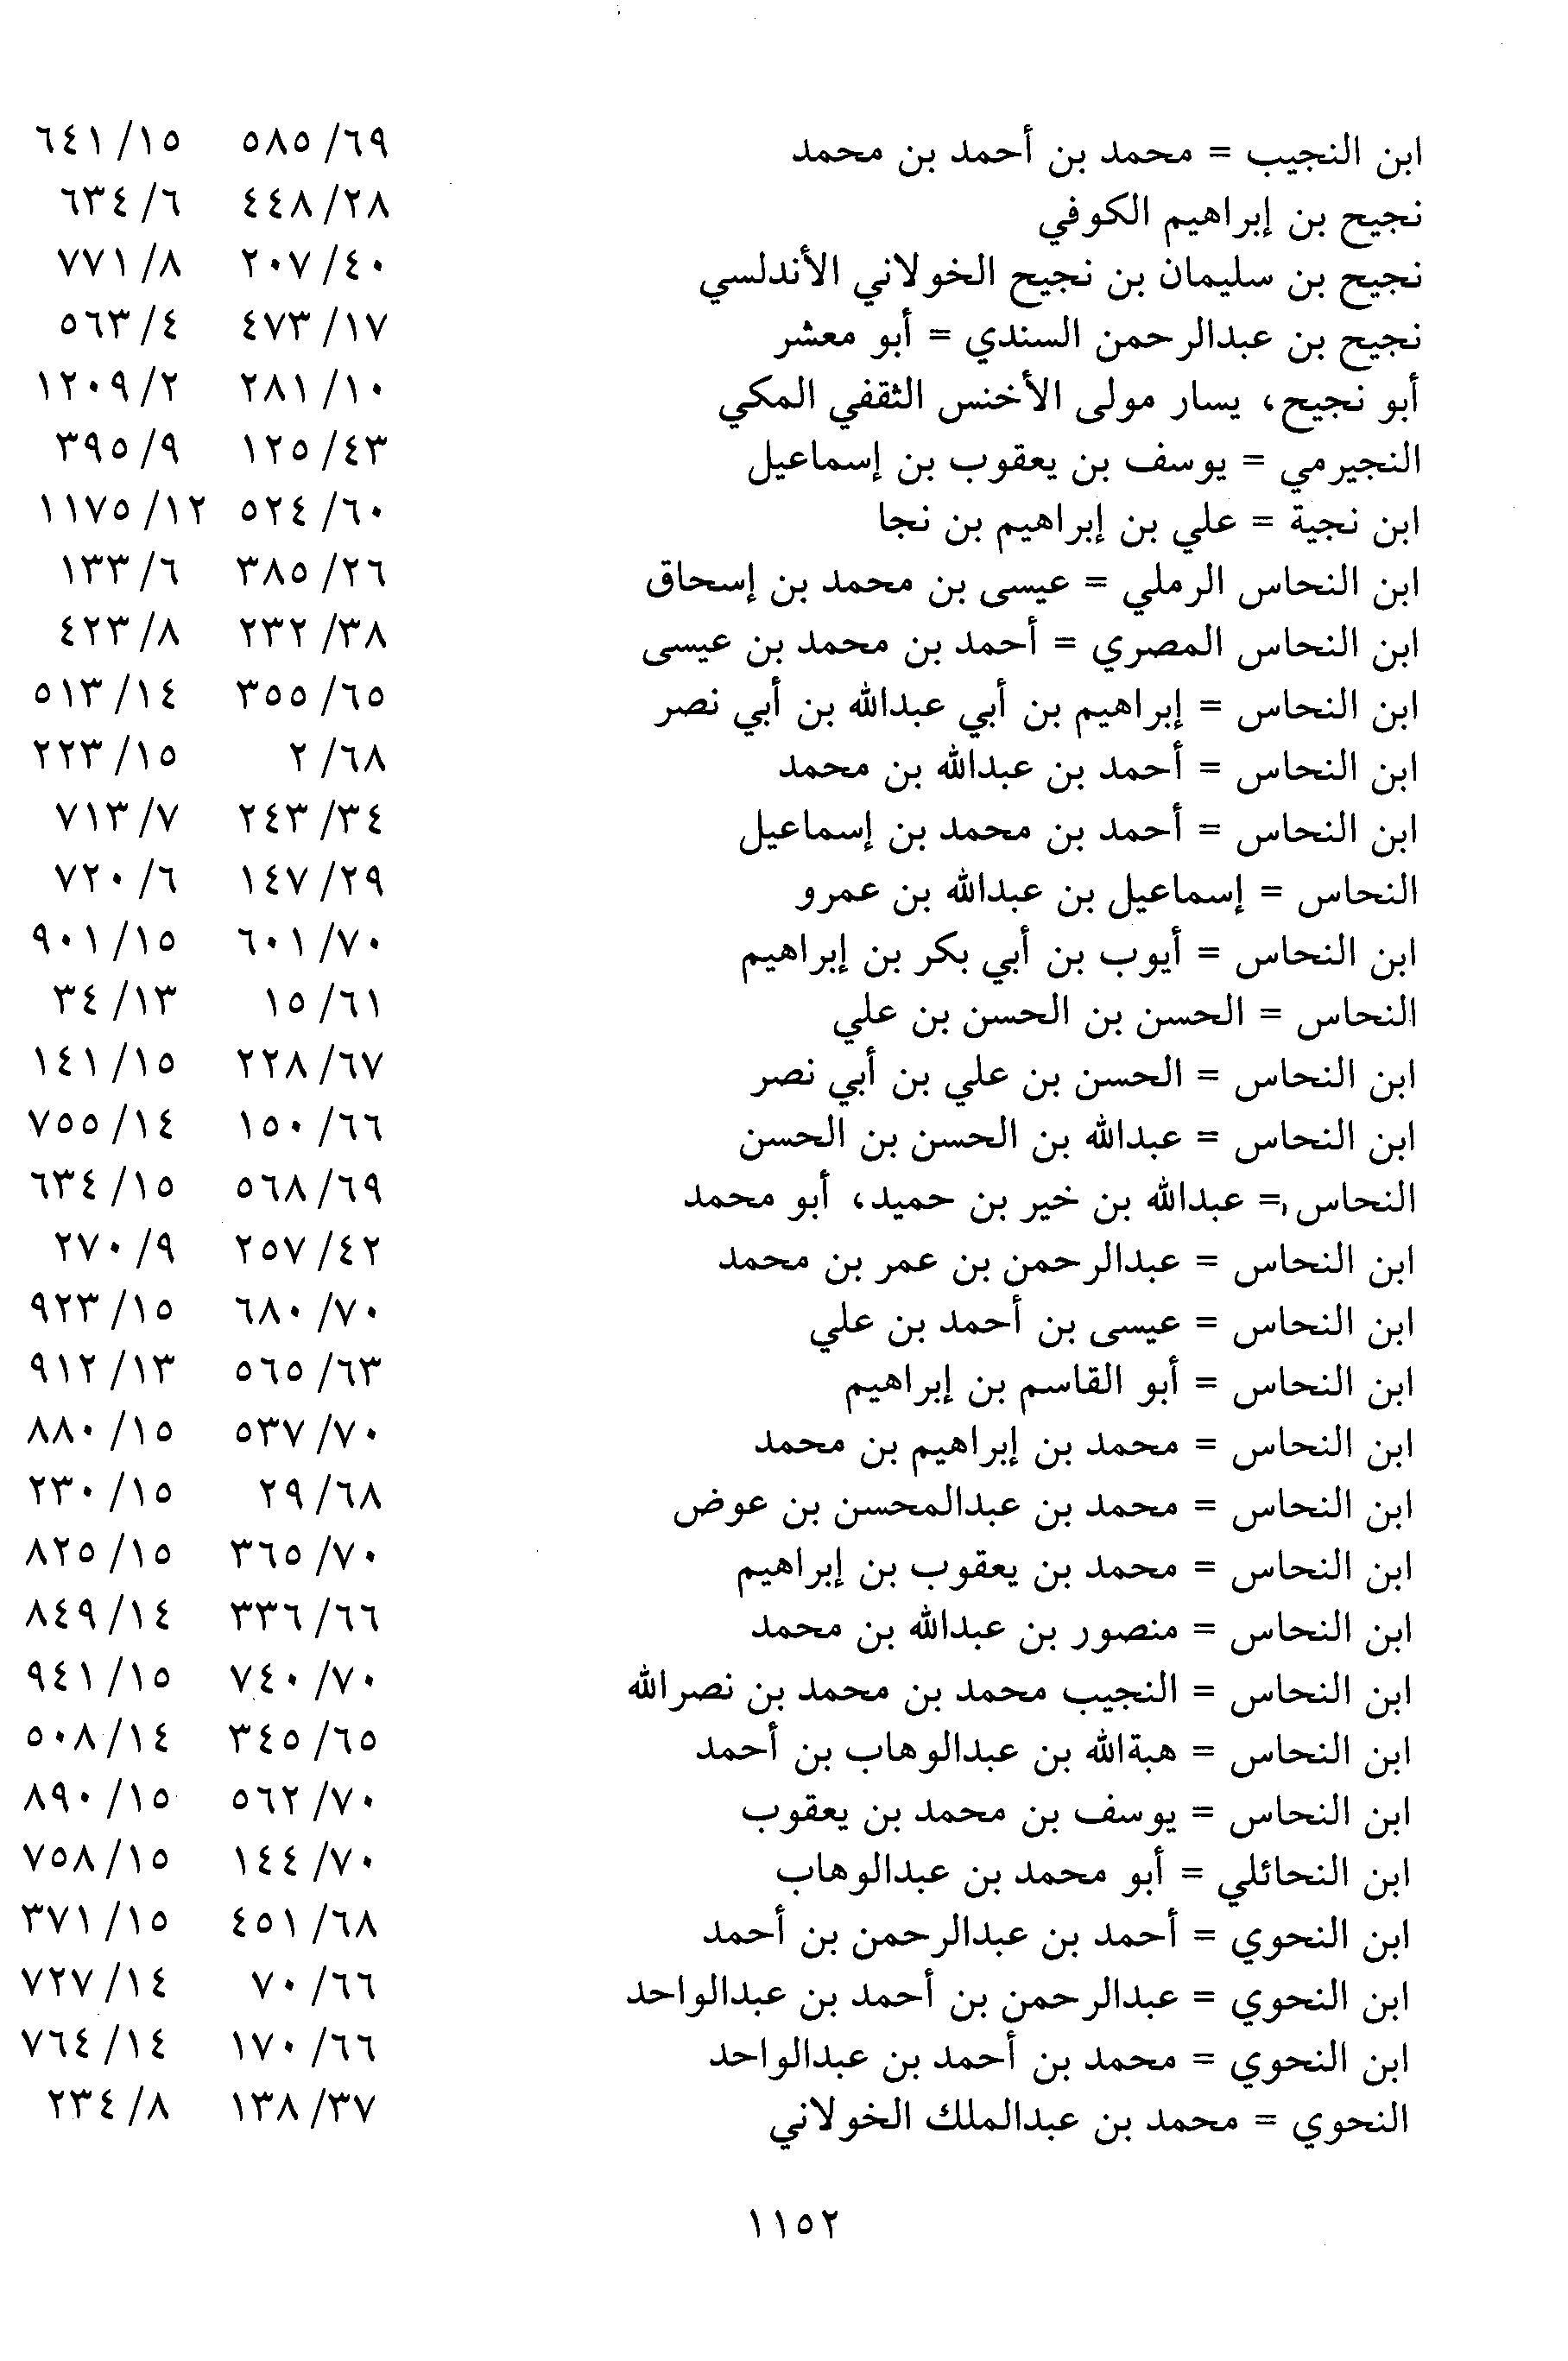 ابن النجيب = محمد بن أحمد بن محمد ٥٨٥/٦٩ ٦٤١/١٥
نجيح بن إبراهيم الكوفي ٤٤٨/٢٨ ٦٣٤/٦
نجيح بن سليمان بن نجيح الخولاني الأندلسي ٢٠٧/٤٠ ٧٧١/٨
نجيح بن عبدالرحمن السندي = أبو معشر ٤٧٣/١٧ ٥٦٣/٤
أبو نجيح، يسار مولى الأخنس الثقفي المكي ٢٨١/١٠ ١٢٠٩/٢
النجيرمي = يوسف بن يعقوب بن إسماعيل ١٢٥/٤٣ ٣٩٥/٩
ابن نجية = علي بن إبراهيم بن نجا ٥٢٤/٦٠ ١١٧٥/١٢
ابن النحاس الرملي = عيسى بن محمد بن إسحاق ٣٨٥/٢٦ ١٣٣/٦
ابن النحاس المصري = أحمد بن محمد بن عيسى ٢٣٢/٣٨ ٤٢٣/٨
ابن النحاس = إبراهيم بن أبي عبدالله بن أبي نصر ٣٥٥/٦٥ ٥١٣/١٤
ابن النحاس = أحمد بن عبدالله بن محمد ٢/٦٨ ٢٢٣/١٥
ابن النحاس = أحمد بن محمد بن إسماعيل ٢٤٣/٣٤ ٧١٣/٧
النحاس = إسماعيل بن عبدالله بن عمرو ١٤٧/٢٩ ٧٢٠/٦
ابن النحاس = أيوب بن أبي بكر بن إبراهيم ٦٠١/٧٠ ٩٠١/١٥
النحاس = الحسن بن الحسن بن علي ١٥/٦١ ٣٤/١٣
ابن النحاس = الحسن بن علي بن أبي نصر ٢٢٨/٦٧ ١٤١/١٥
ابن النحاس = عبدالله بن الحسن بن الحسن ١٥٠/٦٦ ٧٥٥/١٤
النحاس = عبدالله بن خير بن حميد، أبو محمد ٥٦٨/٦٩ ٦٣٤/١٥
ابن النحاس = عبدالرحمن بن عمر بن محمد ٢٥٧/٤٢ ٢٧٠/٩
ابن النحاس = عيسى بن أحمد بن علي ٦٨٠/٧٠ ٩٢٣/١٥
ابن النحاس = أبو القاسم بن إبراهيم ٥٦٥/٦٣ ٩١٢/١٣
ابن النحاس = محمد بن إبراهيم بن محمد ٥٣٧/٧٠ ٨٨٠/١٥
ابن النحاس = محمد بن عبدالمحسن بن عوض ٢٩/٦٨ ٢٣٠/١٥
ابن النحاس = محمد بن يعقوب بن إبراهيم ٣٦٥/٧٠ ٨٢٥/١٥
ابن النحاس = منصور بن عبدالله بن محمد ٣٣٦/٦٦ ٨٤٩/١٤
ابن النحاس = النجيب محمد بن محمد بن نصرالله ٧٤٠/٧٠ ٩٤١/١٥
ابن النحاس = هبةالله بن عبدالوهاب بن أحمد ٣٤٥/٦٥ ٥٠٨/١٤
ابن النحاس = يوسف بن محمد بن يعقوب ٥٦٢/٧٠ ٨٩٠/١٥
ابن النحائلي = أبو محمد بن عبدالوهاب ١٤٤/٧٠ ٧٥٨/١٥
ابن النحوي = أحمد بن عبدالرحمن بن أحمد ٤٥١/٦٨ ٣٧١/١٥
ابن النحوي = عبدالرحمن بن أحمد بن عبدالواحد ٧٠/٦٦ ٧٢٧/١٤
ابن النحوي = محمد بن أحمد بن عبدالواحد ١٧٠/٦٦ ٧٦٤/١٤
النحوي = محمد بن عبدالملك الخولاني ١٣٨/٣٧ ٢٣٤/٨
١١٥٢